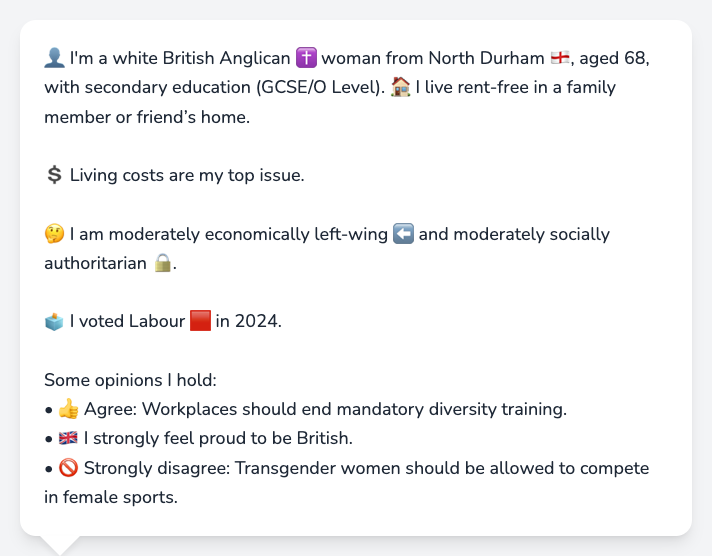 👤 I'm a white British Anglican ✝️ woman from North Durham 🏴󠁧󠁢󠁥󠁮󠁧󠁿, aged 68,
with secondary education (GCSE/O Level). 🏠 I live rent-free in a family
member or friend’s home.
💲 Living costs are my top issue.
🤔 I am moderately economically left-wing ⬅️ and moderately socially
authoritarian 🔒.
🗳️ I voted Labour 🟥 in 2024.
Some opinions I hold:
• 👍 Agree: Workplaces should end mandatory diversity training.
• 🇬🇧 I strongly feel proud to be British.
• 🚫 Strongly disagree: Transgender women should be allowed to compete
in female sports.